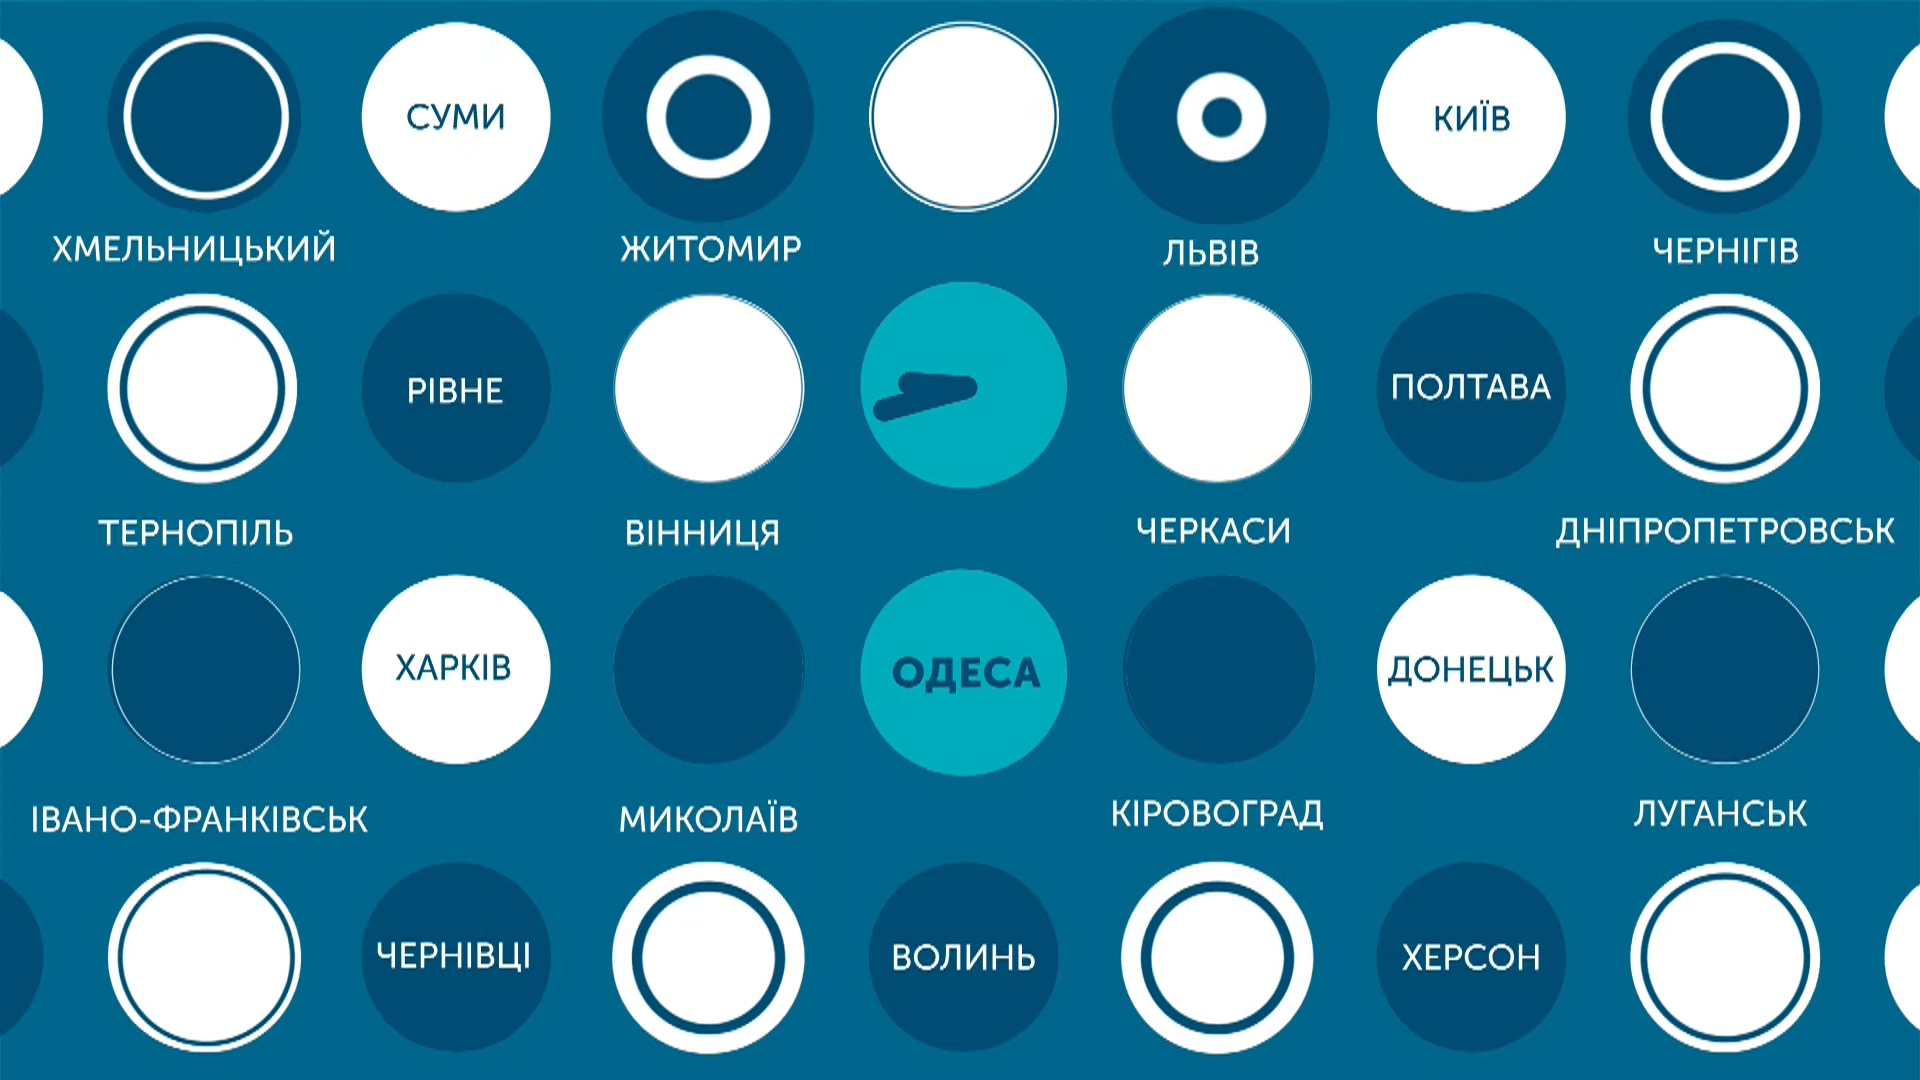 СУМИ
КИЇВ
ХМЕЛЬНИЦЬКИЙ
ЖИТОМИР
ЛЬВІВ
ЧЕРНІГІВ
РІВНЕ
ПОЛТАВА
ТЕРНОПІЛЬ
ВІННИЦЯ
ЧЕРКАСИ
ДНІПРОПЕТРОВСЬК
ХАРКІВ
ОДЕСА
ДОНЕЦЬК
ІВАНО-ФРАНКІВСЬК
МИКОЛАЇВ
КІРОВОГРАД
ЛУГАНСЬК
ЧЕРНІВЦІ
ВОЛИНЬ
ХЕРСОН